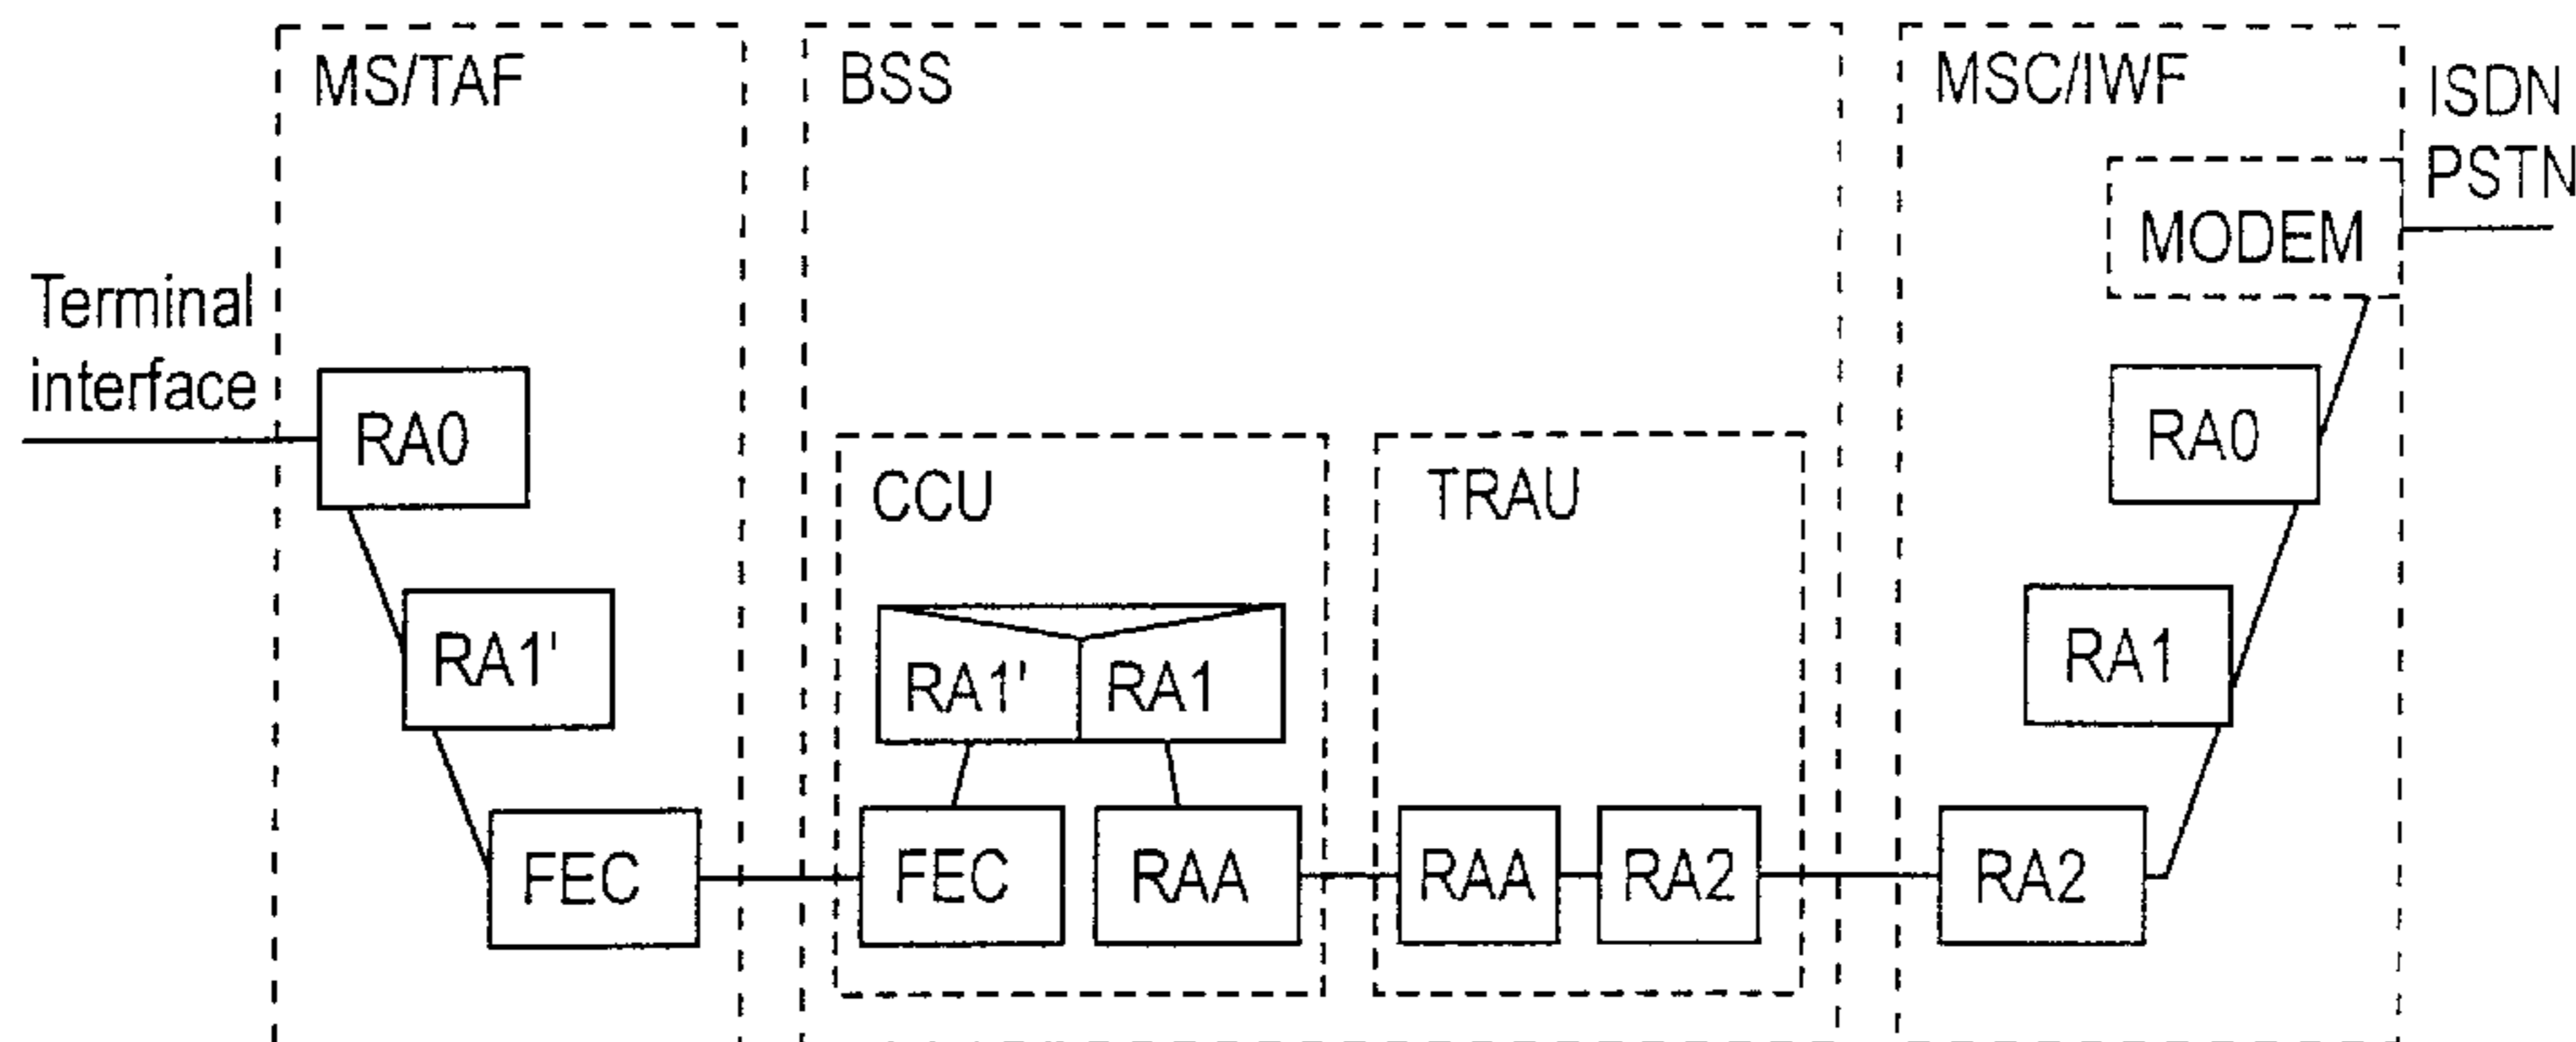 MS/TAF
BSS
MSC/IWF
ISDN
PSTN
MODEM
Terminal
interface
RA0
RA0
CCU
TRAU
RA1'
RA1'
RA1
RA1
FEC
FEC
RAA
RAA
RA2
RA2